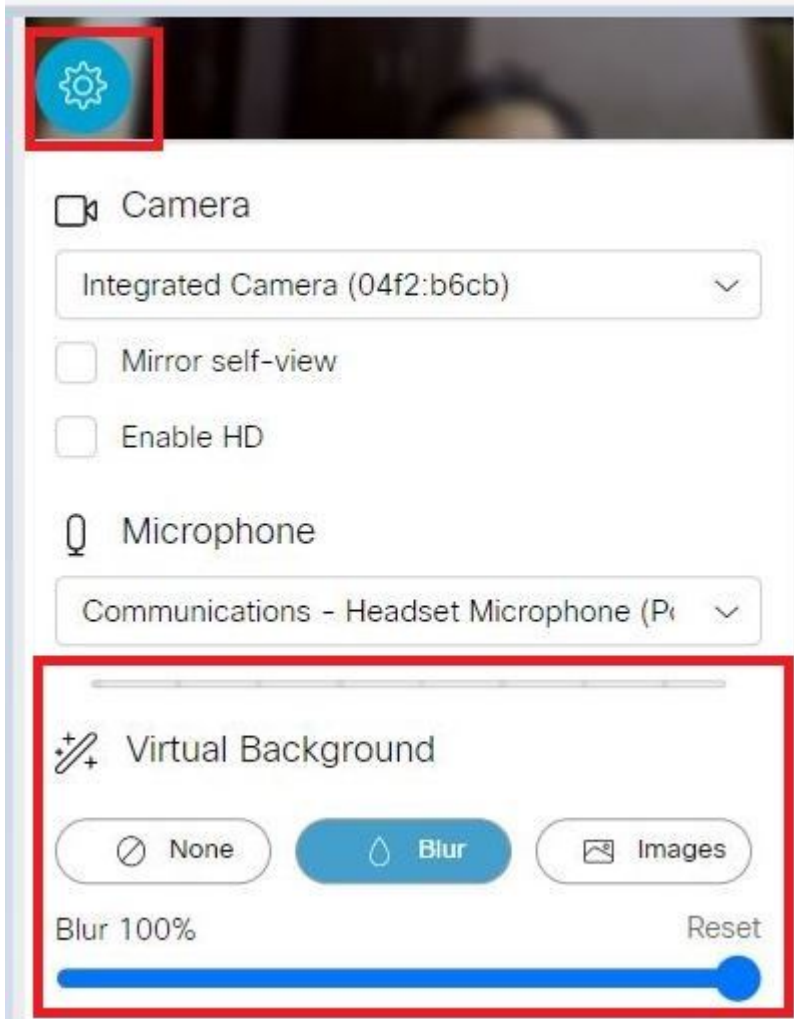 Camera
Integrated Camera (04f2:b6cb)
Mirror self-view
Enable HD
Microphone
Communications - Headset Microphone (Po
Virtual Background
None Blur Images
Blur 100% Reset